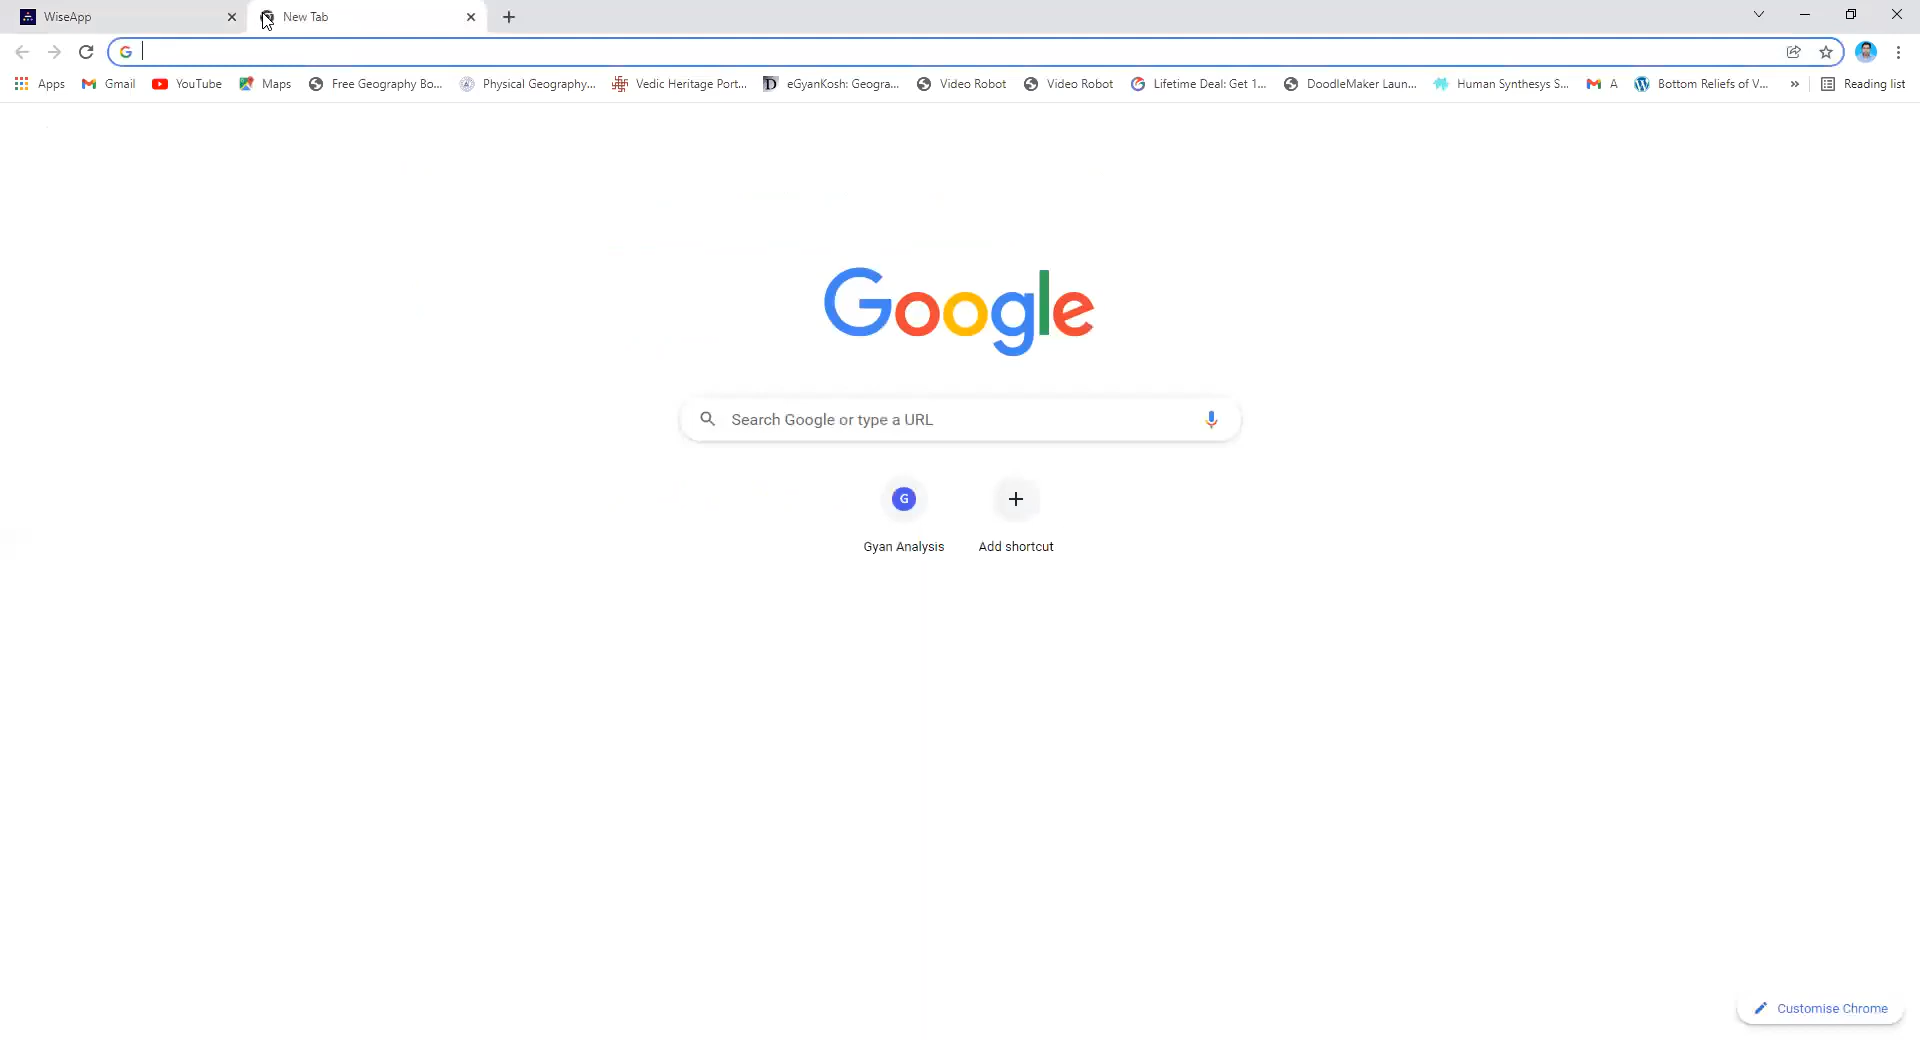 WiseApp
New Tab
G
Apps Gmail YouTube Maps Free Geography Bo... Physical Geography... Vedic Heritage Port... eGyanKosh: Geogra... Video Robot Video Robot Lifetime Deal: Get 1... DoodleMaker Laun... Human Synthesys S... A Bottom Reliefs of V... » Reading list
Google
Search Google or type a URL
G
Gyan Analysis Add shortcut
Customise Chrome